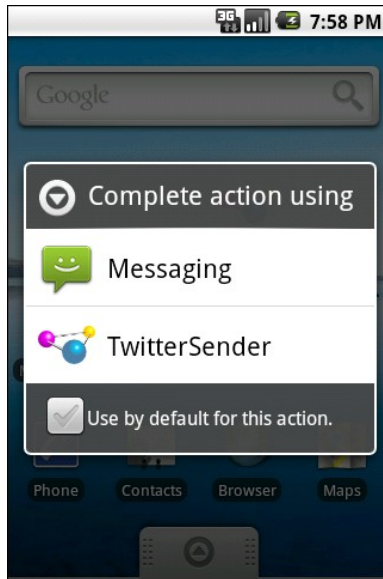 3G 7:58 PM
Google
Complete action using
Messaging
TwitterSender
Use by default for this action.
Phone Contacts Browser Maps